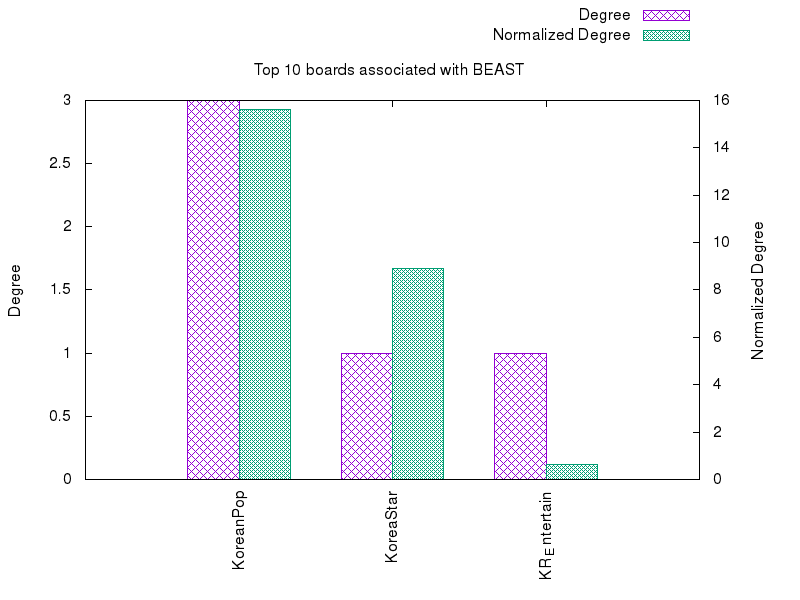 Degree
Normalized Degree
Top 10 boards associated with BEAST
3
2.5
2
1.5
1
0.5
0
16
14
12
10
8
6
4
2
0
Degree
Normalized Degree
KoreanPop
KoreaStar
KREntertain